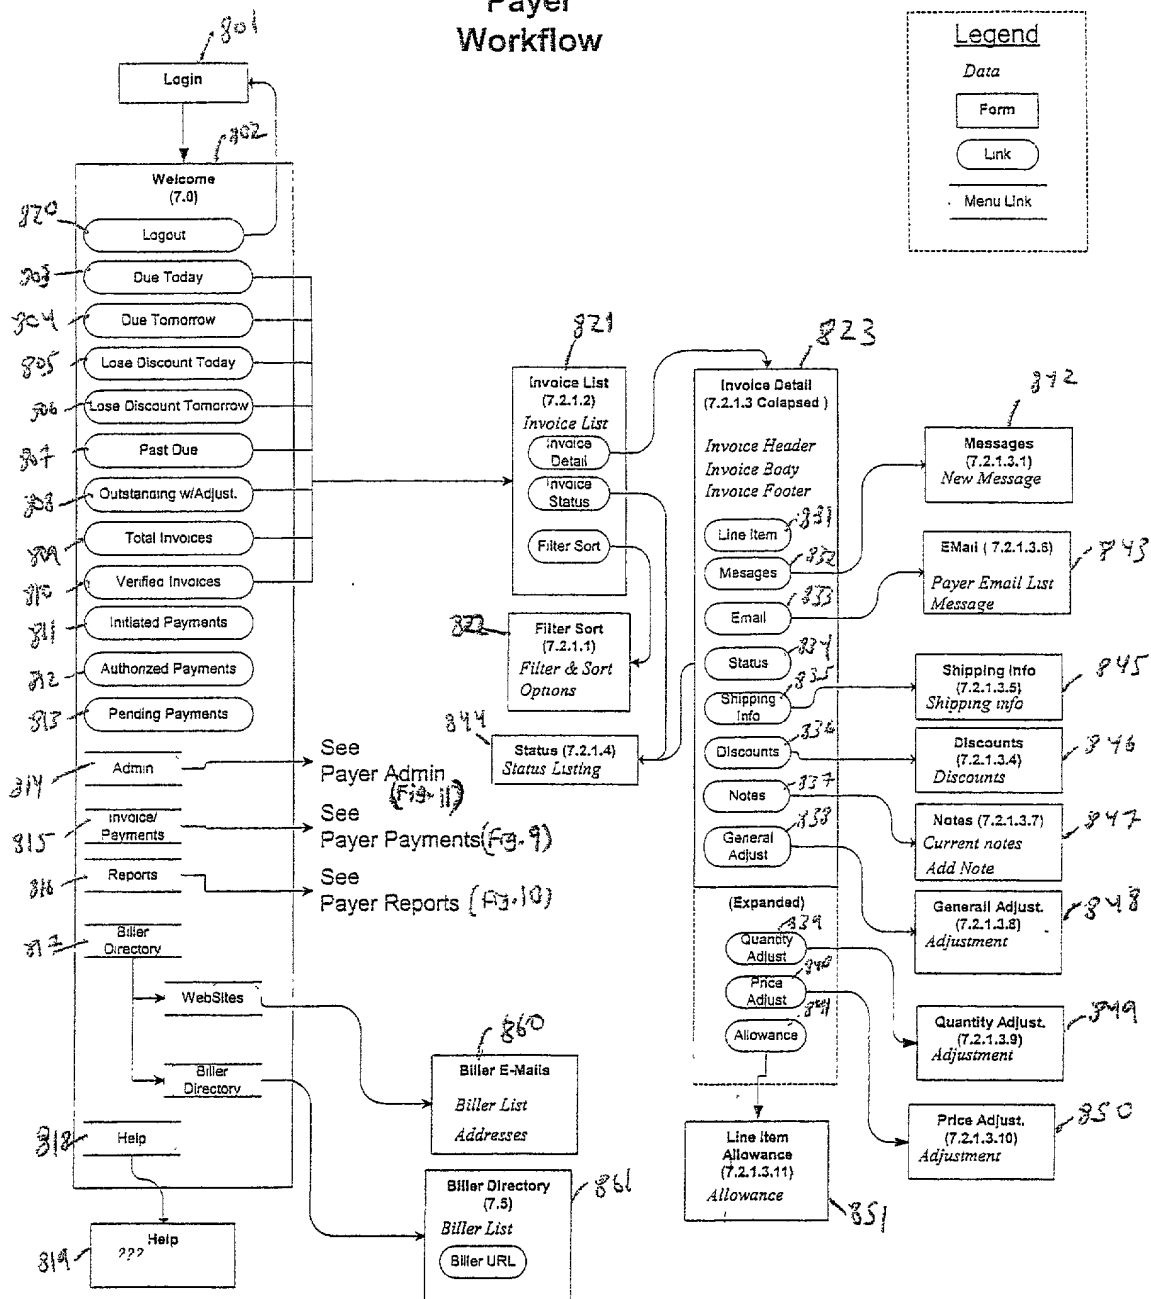 Payer
Workflow
801
Login
802
Welcome
(7.0)
820
Logout
803
Due Today
804
Due Tomorrow
805
Lose Discount Today
806
Lose Discount Tomorrow
807
Past Due
808
Outstanding w/Adjust.
809
Total Invoices
810
Verified Invoices
811
Initiated Payments
812
Authorized Payments
813
Pending Payments
814
Admin
See
Payer Admin
(Fig. 11)
815
Invoice/
Payments
See
Payer Payments (Fig. 9)
816
Reports
See
Payer Reports (Fig. 10)
817
Biller
Directory
WebSites
Biller
Directory
818
Help
819
Help
???
821
Invoice List
(7.2.1.2)
Invoice List
Invoice
Detail
Invoice
Status
Filter Sort
822
Filter Sort
(7.2.1.1)
Filter & Sort
Options
844
Status (7.2.1.4)
Status Listing
860
Biller E-Mails
Biller List
Addresses
861
Biller Directory
(7.5)
Biller List
Biller URL
823
Invoice Detail
(7.2.1.3 Colapsed )
Invoice Header
Invoice Body
Invoice Footer
831
Line Item
832
Mesages
833
Email
834
Status
835
Shipping
Info
836
Discounts
837
Notes
838
General
Adjust
(Expanded)
839
Quantity
Adjust
840
Price
Adjust
841
Allowance
Line Item
Allowance
(7.2.1.3.11)
Allowance
851
Legend
Data
Form
Link
Menu Link
842
Messages
(7.2.1.3.1)
New Message
843
EMail ( 7.2.1.3.6)
Payer Email List
Message
845
Shipping Info
(7.2.1.3.5)
Shipping info
846
Discounts
(7.2.1.3.4)
Discounts
847
Notes (7.2.1.3.7)
Current notes
Add Note
848
Generall Adjust.
(7.2.1.3.8)
Adjustment
849
Quantity Adjust.
(7.2.1.3.9)
Adjustment
850
Price Adjust.
(7.2.1.3.10)
Adjustment